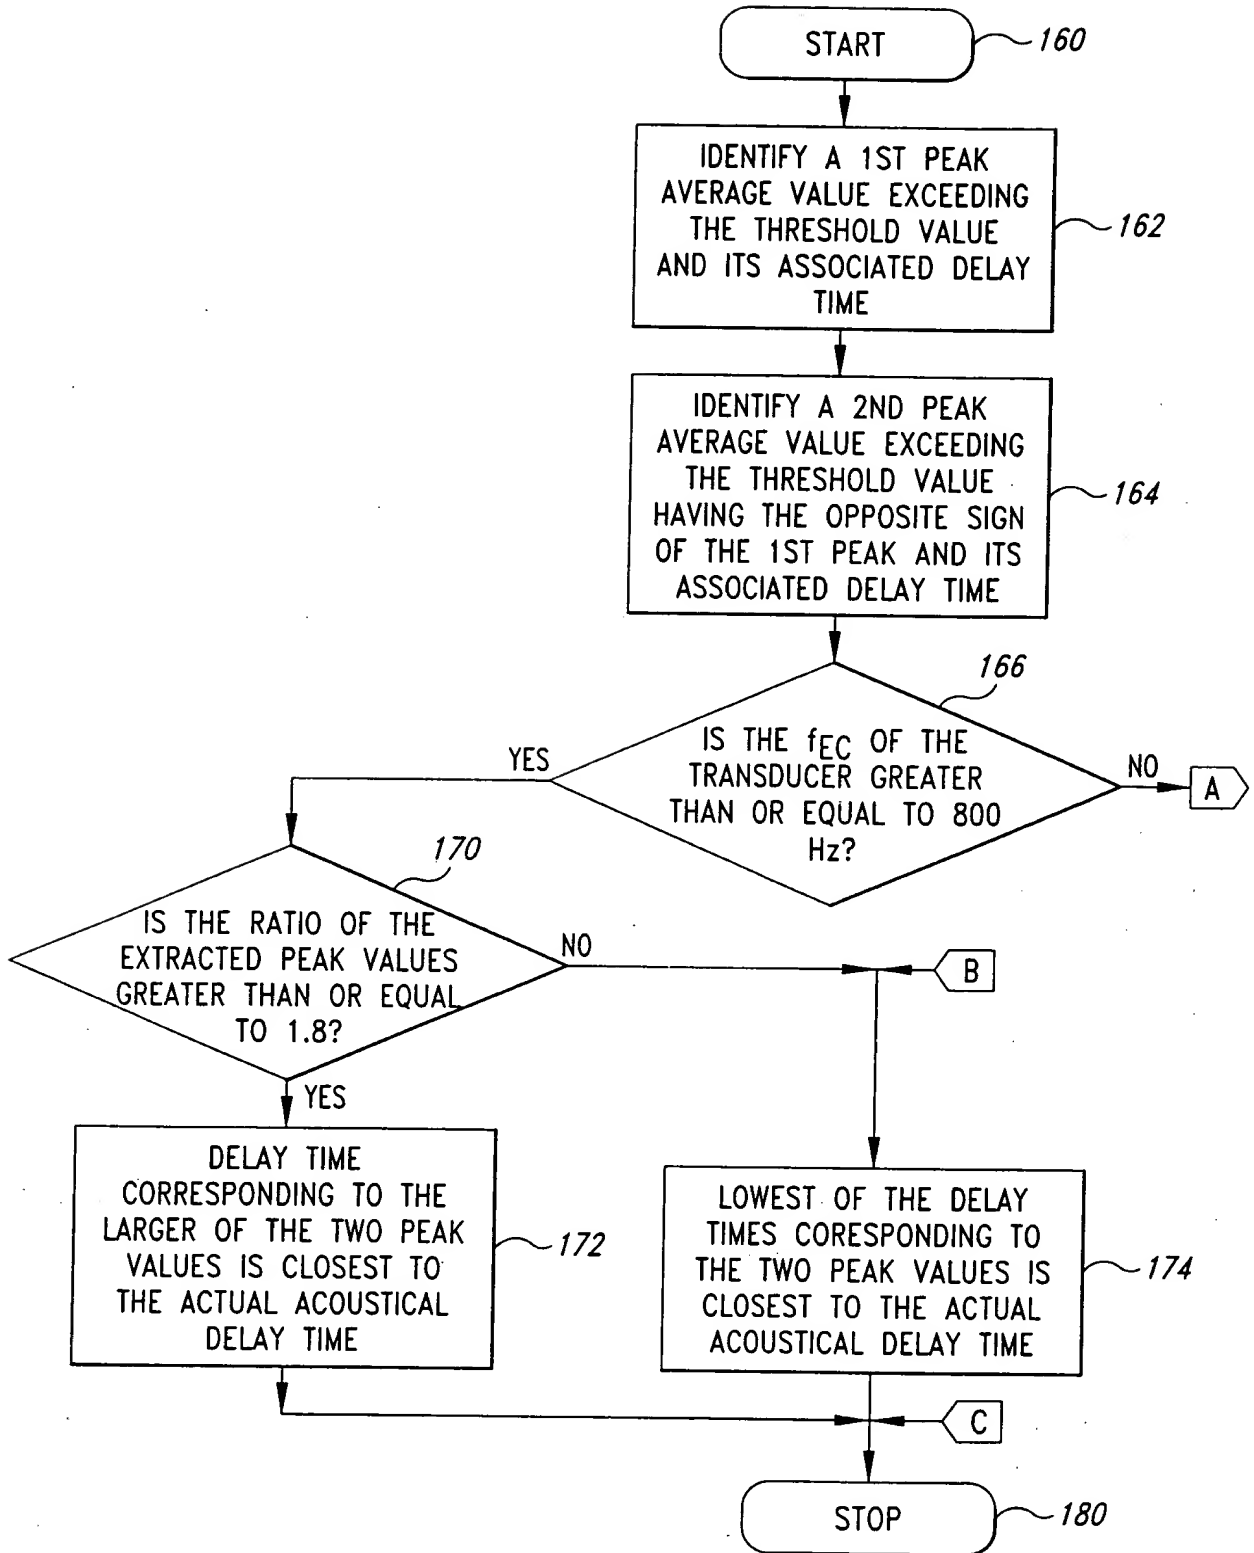 START
160
IDENTIFY A 1ST PEAK
AVERAGE VALUE EXCEEDING
THE THRESHOLD VALUE
AND ITS ASSOCIATED DELAY
TIME
162
IDENTIFY A 2ND PEAK
AVERAGE VALUE EXCEEDING
THE THRESHOLD VALUE
HAVING THE OPPOSITE SIGN
OF THE 1ST PEAK AND ITS
ASSOCIATED DELAY TIME
164
166
IS THE fEC OF THE
TRANSDUCER GREATER
THAN OR EQUAL TO 800
Hz?
YES
NO
A
170
IS THE RATIO OF THE
EXTRACTED PEAK VALUES
GREATER THAN OR EQUAL
TO 1.8?
NO
B
YES
DELAY TIME
CORRESPONDING TO THE
LARGER OF THE TWO PEAK
VALUES IS CLOSEST TO
THE ACTUAL ACOUSTICAL
DELAY TIME
172
LOWEST OF THE DELAY
TIMES CORESPONDING TO
THE TWO PEAK VALUES IS
CLOSEST TO THE ACTUAL
ACOUSTICAL DELAY TIME
174
C
STOP
180